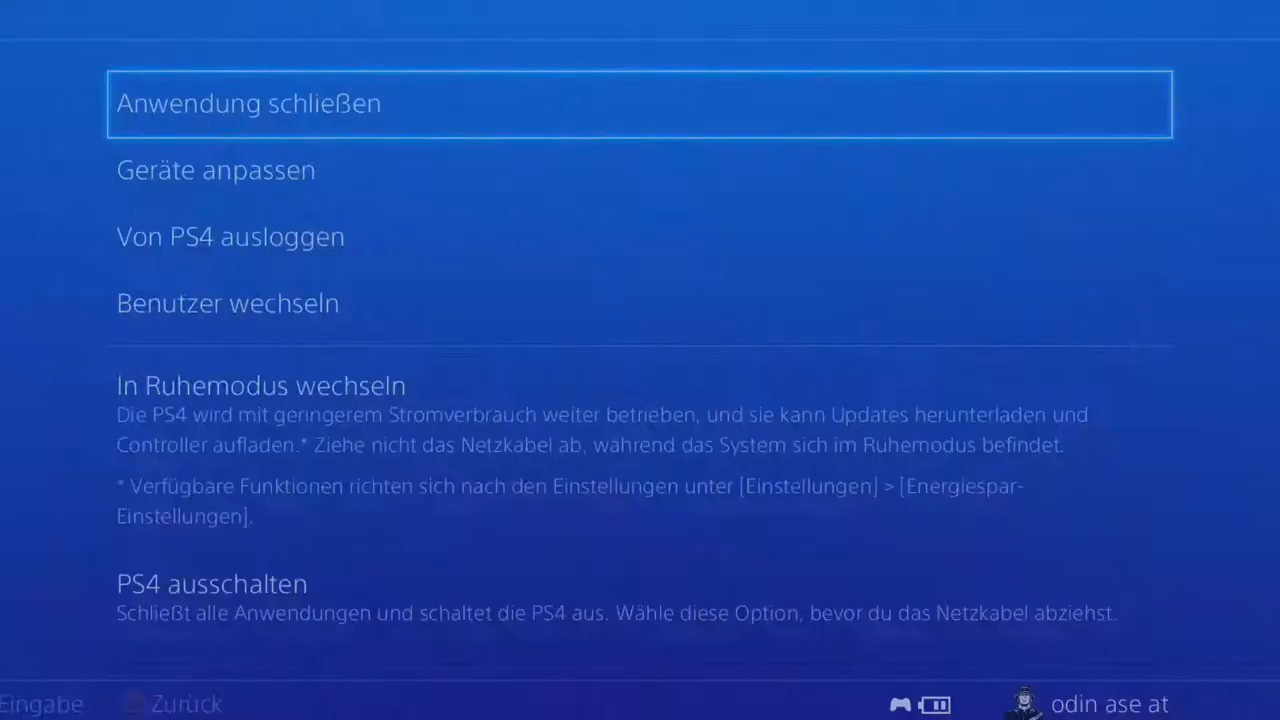 Anwendung schließen
Geräte anpassen
Von PS4 ausloggen
Benutzer wechseln
In Ruhemodus wechseln
Die PS4 wird mit geringerem Stromverbrauch weiter betrieben, und sie kann Updates herunterladen und
Controller aufladen.* Ziehe nicht das Netzkabel ab, während das System sich im Ruhemodus befindet.
* Verfügbare Funktionen richten sich nach den Einstellungen unter [Einstellungen] > [Energiespar-
Einstellungen].
PS4 ausschalten
Schließt alle Anwendungen und schaltet die PS4 aus. Wähle diese Option, bevor du das Netzkabel abziehst.
Eingabe Zurück odin ase at